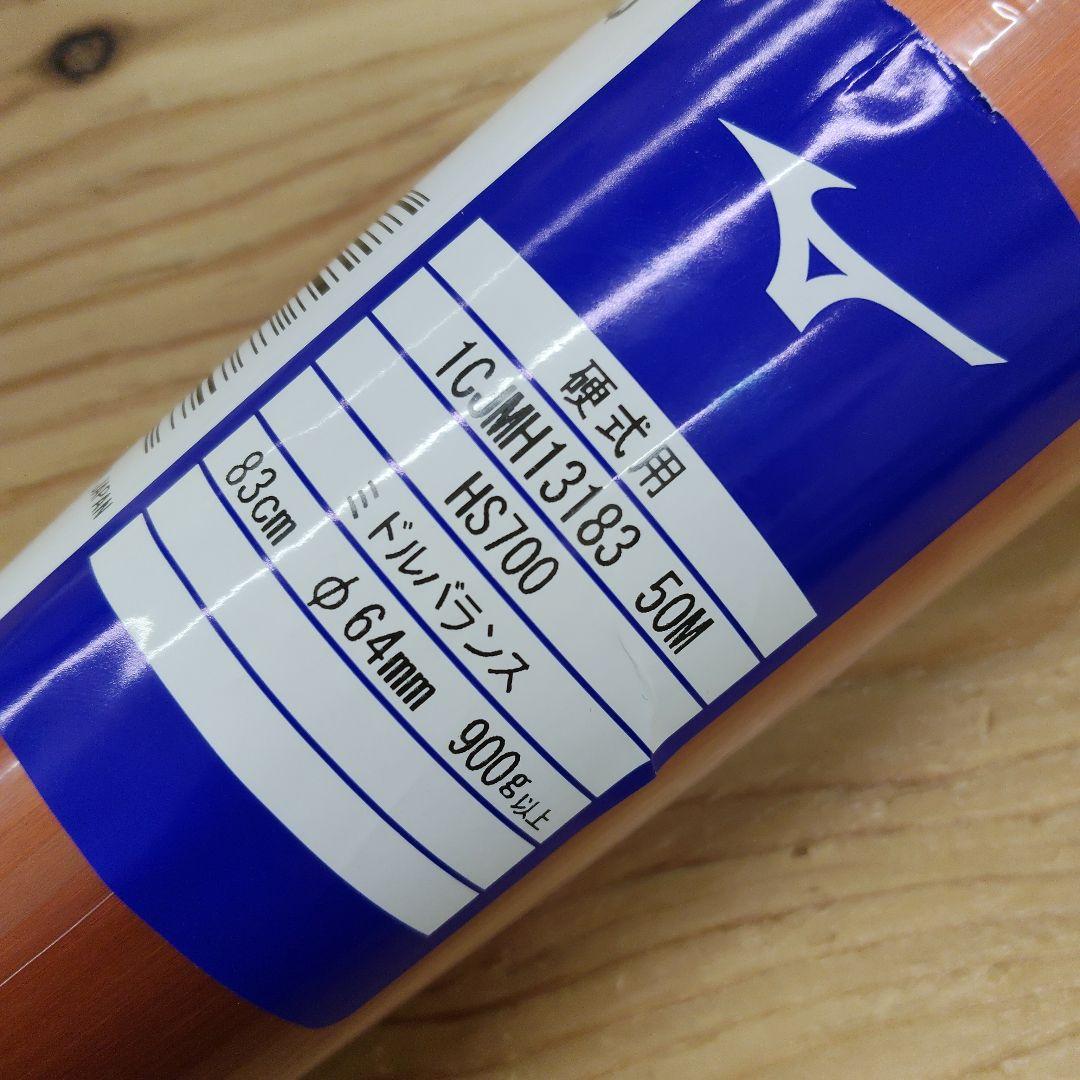 硬式用
1CJMH13183 50M
HS700
ミドルバランス
83cm φ64mm 900g以上
JAPAN